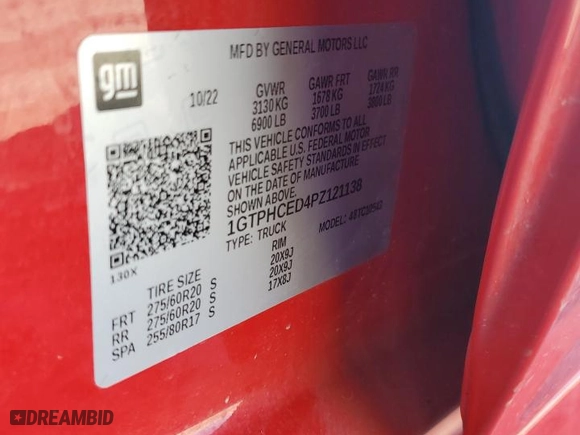 gm
MFD BY GENERAL MOTORS LLC
10/22
GVWR GAWR FRT GAWR RR
3130 KG 1678 KG 1724 KG
6900 LB 3700 LB 3800 LB
THIS VEHICLE CONFORMS TO ALL
APPLICABLE U.S. FEDERAL MOTOR
VEHICLE SAFETY STANDARDS IN EFFECT
ON THE DATE OF MANUFACTURE
SHOWN ABOVE.
1GTPHCED4PZ121138
TYPE: TRUCK MODEL:
130X
TIRE SIZE RIM
FRT 275/60R20 S 20X9J
RR 275/60R20 S 20X9J
SPA 255/80R17 S 17X8J
DREAMBID